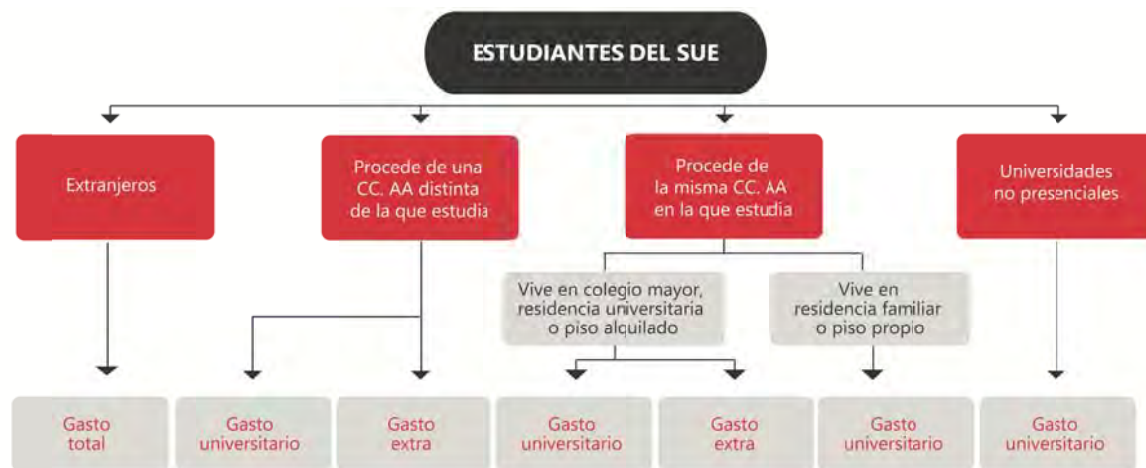 ESTUDIANTES DEL SUE
Extranjeros
Procede de una
CC. AA distinta
de la que estudia
Procede de
la misma CC. AA
en la que estudia
Universidades
no presenciales
Vive en colegio mayor,
residencia universitaria
o piso alquilado
Vive en
residencia familiar
o piso propio
Gasto
total
Gasto
universitario
Gasto
extra
Gasto
universitario
Gasto
extra
Gasto
universitario
Gasto
universitario